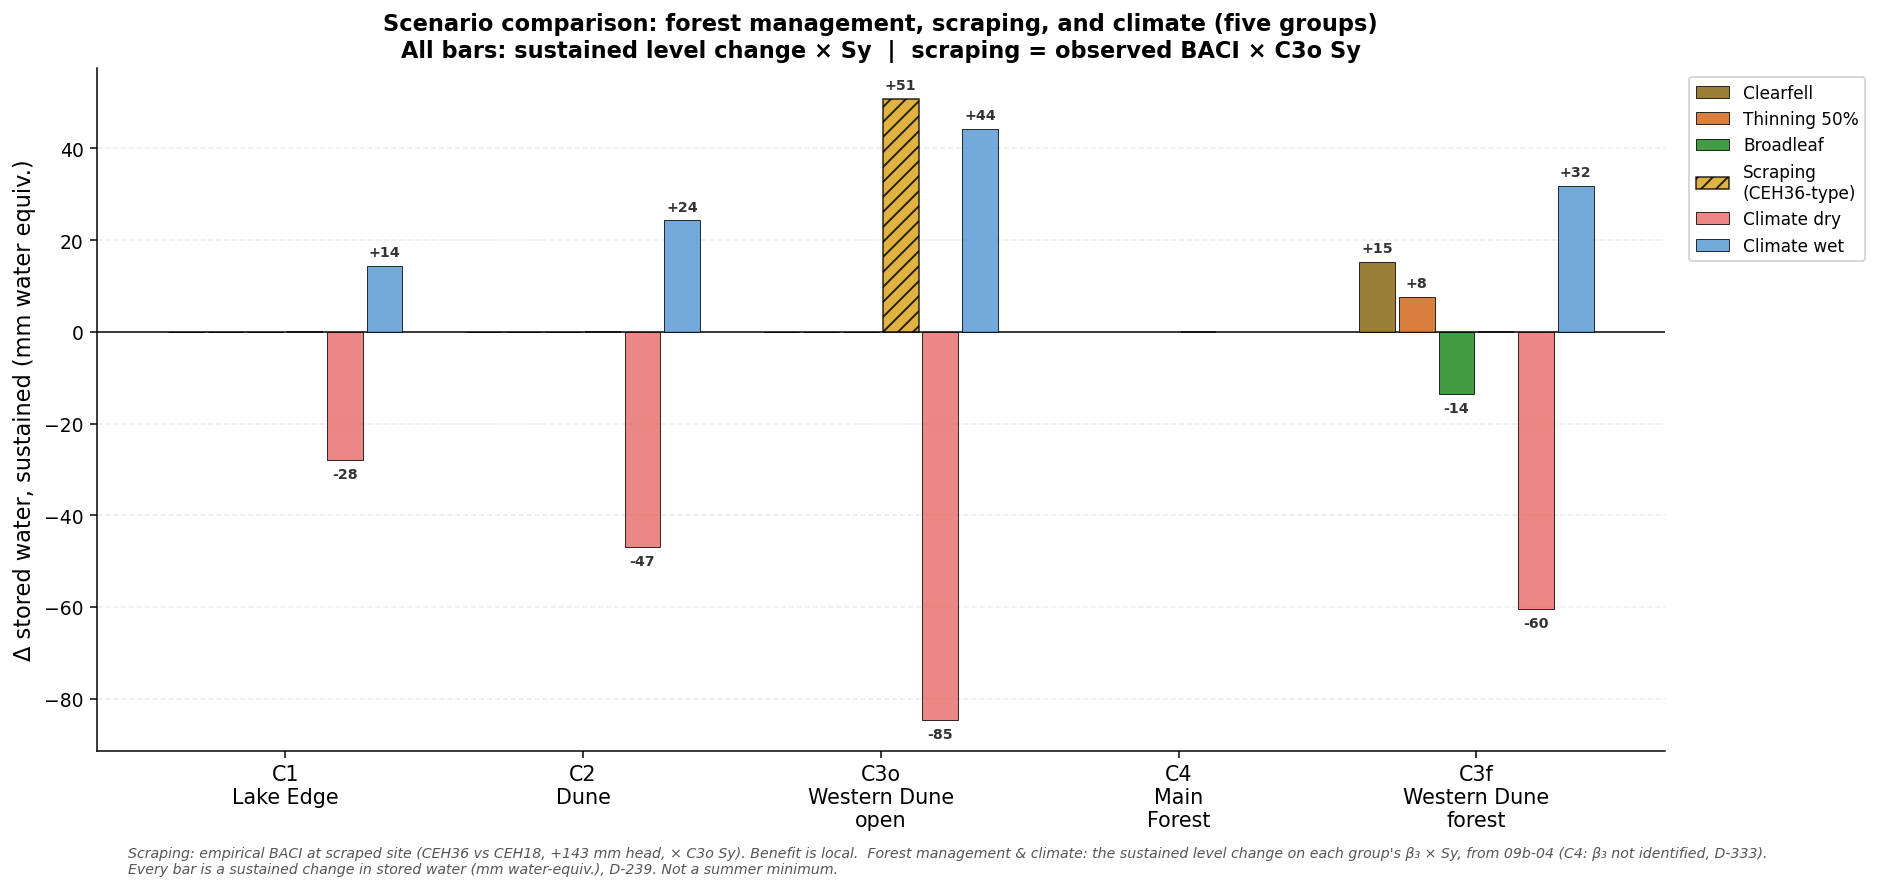 Scenario comparison: forest management, scraping, and climate (five groups)
All bars: sustained level change × Sy  |  scraping = observed BACI × C3o Sy
Δ stored water, sustained (mm water equiv.)
40
20
0
−20
−40
−60
−80
+14
-28
+24
-47
+51
+44
-85
+15
+8
-14
+32
-60
C1
Lake Edge
C2
Dune
C3o
Western Dune
open
C4
Main
Forest
C3f
Western Dune
forest
Clearfell
Thinning 50%
Broadleaf
Scraping
(CEH36-type)
Climate dry
Climate wet
Scraping: empirical BACI at scraped site (CEH36 vs CEH18, +143 mm head, × C3o Sy). Benefit is local.  Forest management & climate: the sustained level change on each group's β₃ × Sy, from 09b-04 (C4: β₃ not identified, D-333).
Every bar is a sustained change in stored water (mm water-equiv.), D-239. Not a summer minimum.